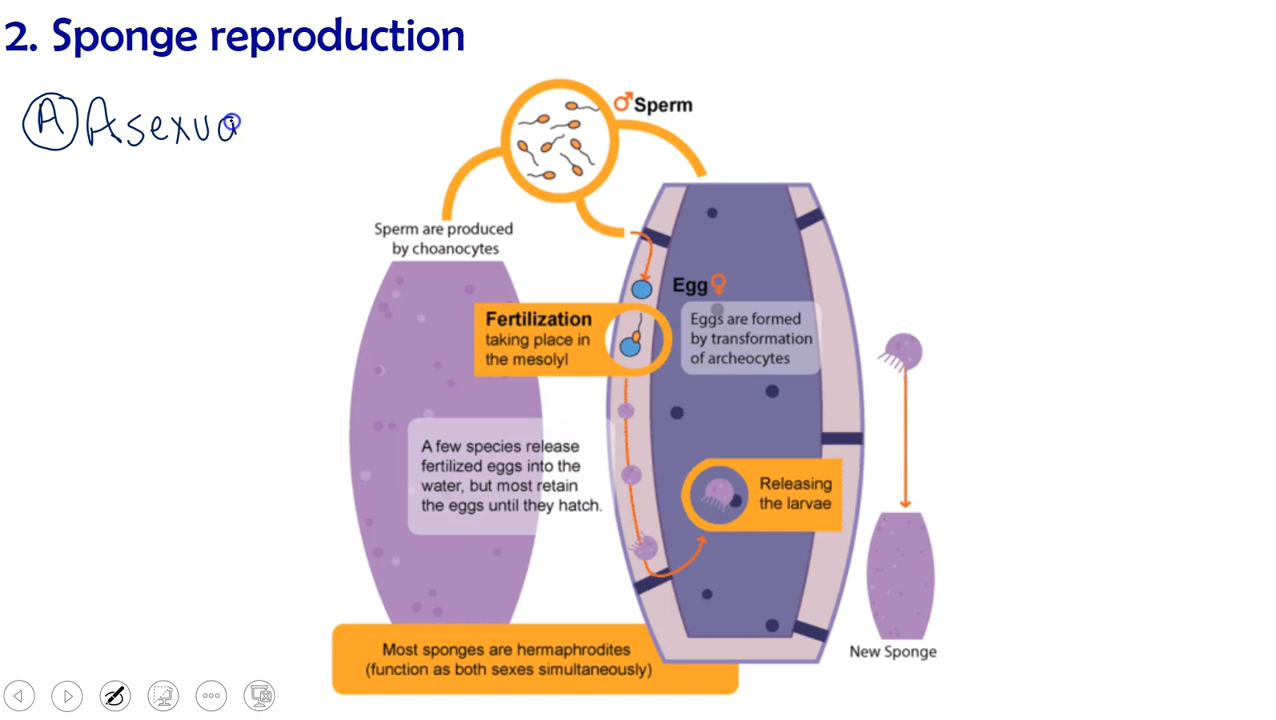 2. Sponge reproduction
Ⓐ Asexua
♂Sperm
Sperm are produced
by choanocytes
Egg♀
Eggs are formed
by transformation
of archeocytes
Fertilization
taking place in
the mesolyl
A few species release
fertilized eggs into the
water, but most retain
the eggs until they hatch.
Releasing
the larvae
Most sponges are hermaphrodites
(function as both sexes simultaneously)
New Sponge